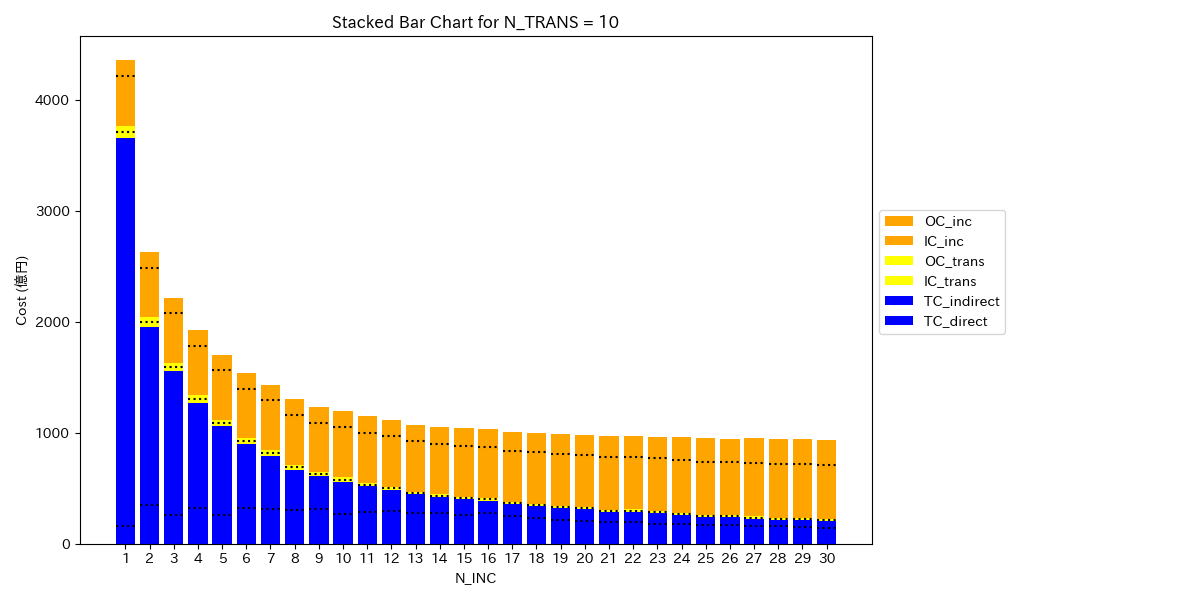 Stacked Bar Chart for N_TRANS = 10
Cost (億円)
4000
3000
2000
1000
0
1 2 3 4 5 6 7 8 9 10 11 12 13 14 15 16 17 18 19 20 21 22 23 24 25 26 27 28 29 30
N_INC
OC_inc
IC_inc
OC_trans
IC_trans
TC_indirect
TC_direct